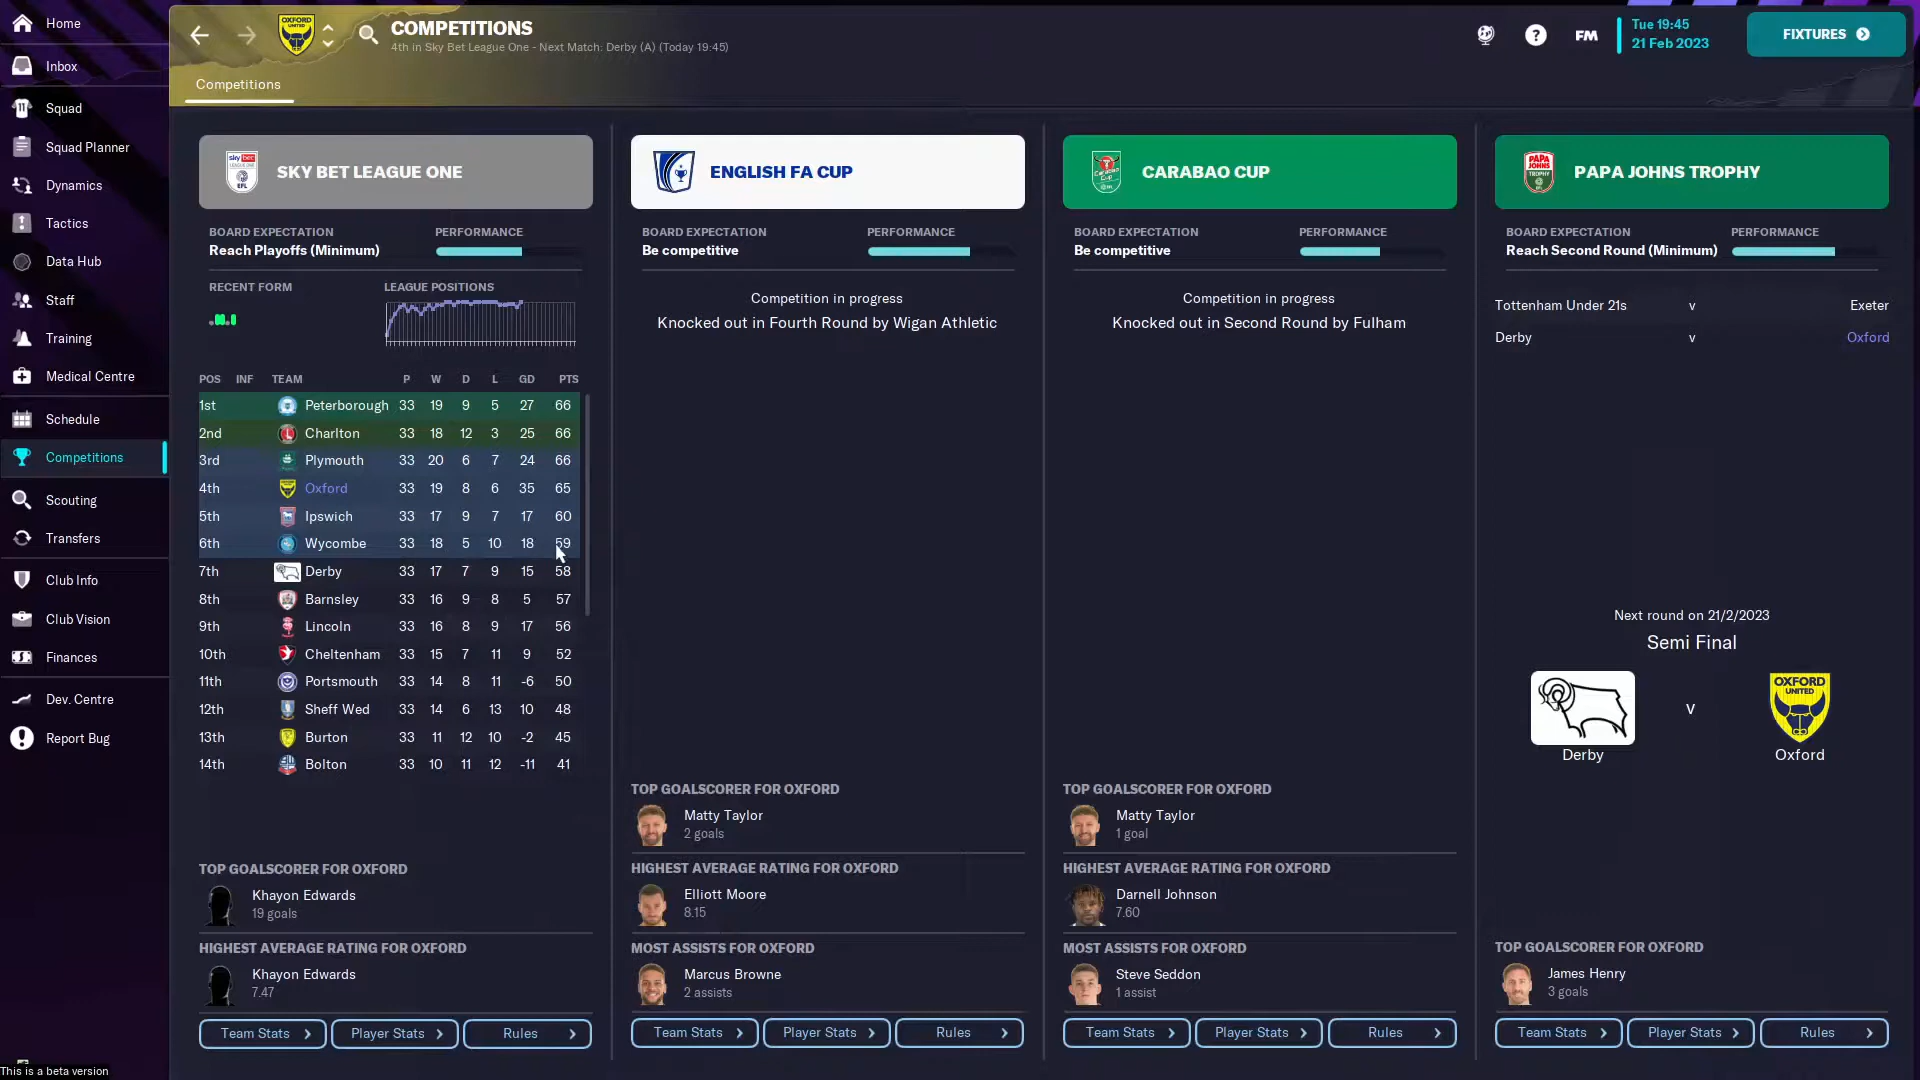 Home
Inbox
Squad
Squad Planner
Dynamics
Tactics
Data Hub
Staff
Training
Medical Centre
Schedule
Competitions
Scouting
Transfers
Club Info
Club Vision
Finances
Dev. Centre
Report Bug
This is a beta version
OXFORD UNITED
COMPETITIONS
4th in Sky Bet League One - Next Match: Derby (A) (Today 19:45)
FM
Tue 19:45
21 Feb 2023
FIXTURES
Competitions
SKY BET LEAGUE ONE
BOARD EXPECTATION PERFORMANCE
Reach Playoffs (Minimum)
RECENT FORM LEAGUE POSITIONS
POS INF TEAM P W D L GD PTS
1st Peterborough 33 19 9 5 27 66
2nd Charlton 33 18 12 3 25 66
3rd Plymouth 33 20 6 7 24 66
4th Oxford 33 19 8 6 35 65
5th Ipswich 33 17 9 7 17 60
6th Wycombe 33 18 5 10 18 59
7th Derby 33 17 7 9 15 58
8th Barnsley 33 16 9 8 5 57
9th Lincoln 33 16 8 9 17 56
10th Cheltenham 33 15 7 11 9 52
11th Portsmouth 33 14 8 11 -6 50
12th Sheff Wed 33 14 6 13 10 48
13th Burton 33 11 12 10 -2 45
14th Bolton 33 10 11 12 -11 41
TOP GOALSCORER FOR OXFORD
Khayon Edwards
19 goals
HIGHEST AVERAGE RATING FOR OXFORD
Khayon Edwards
7.47
Team Stats Player Stats Rules
ENGLISH FA CUP
BOARD EXPECTATION PERFORMANCE
Be competitive
Competition in progress
Knocked out in Fourth Round by Wigan Athletic
TOP GOALSCORER FOR OXFORD
Matty Taylor
2 goals
HIGHEST AVERAGE RATING FOR OXFORD
Elliott Moore
8.15
MOST ASSISTS FOR OXFORD
Marcus Browne
2 assists
Team Stats Player Stats Rules
CARABAO CUP
BOARD EXPECTATION PERFORMANCE
Be competitive
Competition in progress
Knocked out in Second Round by Fulham
TOP GOALSCORER FOR OXFORD
Matty Taylor
1 goal
HIGHEST AVERAGE RATING FOR OXFORD
Darnell Johnson
7.60
MOST ASSISTS FOR OXFORD
Steve Seddon
1 assist
Team Stats Player Stats Rules
PAPA JOHNS TROPHY
BOARD EXPECTATION PERFORMANCE
Reach Second Round (Minimum)
Tottenham Under 21s v Exeter
Derby v Oxford
Next round on 21/2/2023
Semi Final
OXFORD UNITED
v
Derby Oxford
TOP GOALSCORER FOR OXFORD
James Henry
3 goals
Team Stats Player Stats Rules